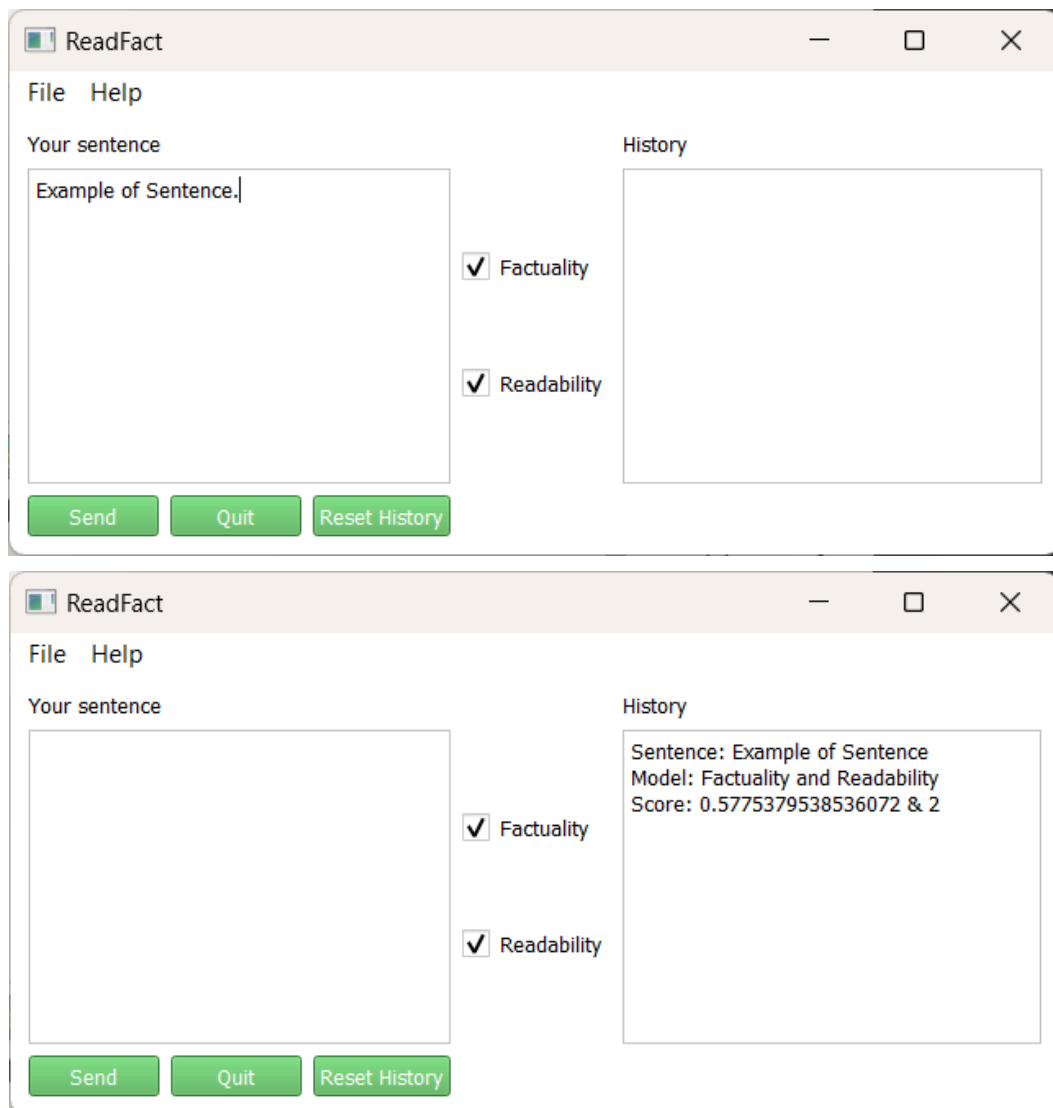 ReadFact
File Help
Your sentence
History
Example of Sentence.
Factuality
Readability
Send Quit Reset History
ReadFact
File Help
Your sentence
History
Sentence: Example of Sentence
Model: Factuality and Readability
Score: 0.5775379538536072 & 2
Factuality
Readability
Send Quit Reset History